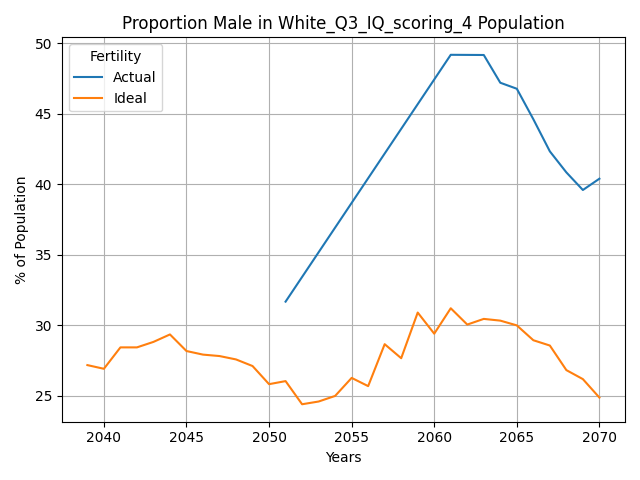 Proportion Male in White_Q3_IQ_scoring_4 Population
% of Population
50
45
40
35
30
25
Fertility
Actual
Ideal
2040 2045 2050 2055 2060 2065 2070
Years